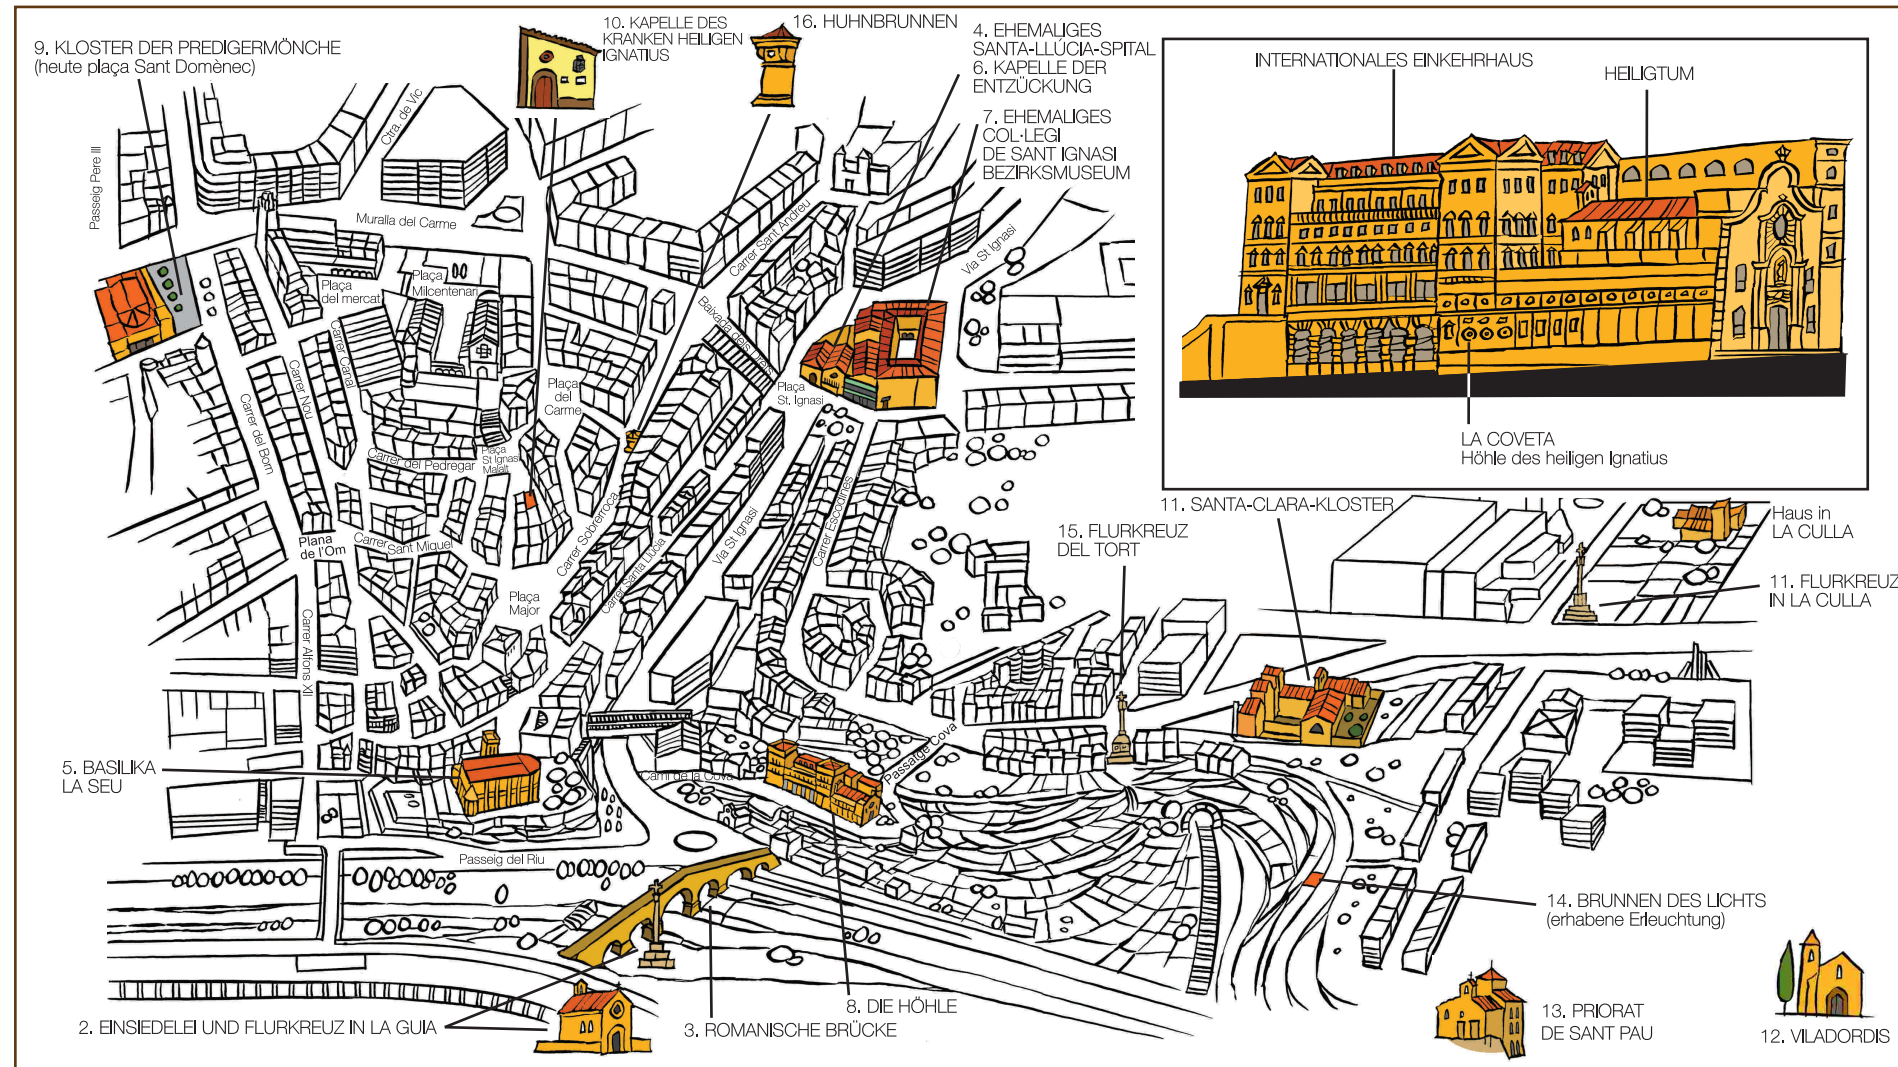 9. KLOSTER DER PREDIGERMÖNCHE
(heute plaça Sant Domènec)
10. KAPELLE DES
KRANKEN HEILIGEN
IGNATIUS
16. HUHNBRUNNEN
4. EHEMALIGES
SANTA-LLÚCIA-SPITAL
6. KAPELLE DER
ENTZÜCKUNG
7. EHEMALIGES
COL·LEGI
DE SANT IGNASI
BEZIRKSMUSEUM
INTERNATIONALES EINKEHRHAUS
HEILIGTUM
LA COVETA
Höhle des heiligen Ignatius
Passeig Pere III
Ctra. de Vic
Muralla del Carme
Plaça
del mercat
Plaça
Milcentenari
Carrer Sant Andreu
Via St Ignasi
Baixada dels Drets
Plaça
St. Ignasi
Plaça
del
Carme
Carrer Canal
Carrer Nou
Carrer del Born
Carrer del Pedregar
Plaça
St Ignasi
Malalt
Plana
de l'Om
Carrer Sant Miquel
Carrer Sobrerroca
Carrer Santa Llúcia
Via St Ignasi
Carrer Escodines
Plaça
Major
Carrer Alfons XII
11. SANTA-CLARA-KLOSTER
15. FLURKREUZ
DEL TORT
Haus in
LA CULLA
11. FLURKREUZ
IN LA CULLA
5. BASILIKA
LA SEU
Camí de la Cova
Passatge Cova
Passeig del Riu
14. BRUNNEN DES LICHTS
(erhabene Erleuchtung)
8. DIE HÖHLE
2. EINSIEDELEI UND FLURKREUZ IN LA GUIA
3. ROMANISCHE BRÜCKE
13. PRIORAT
DE SANT PAU
12. VILADORDIS